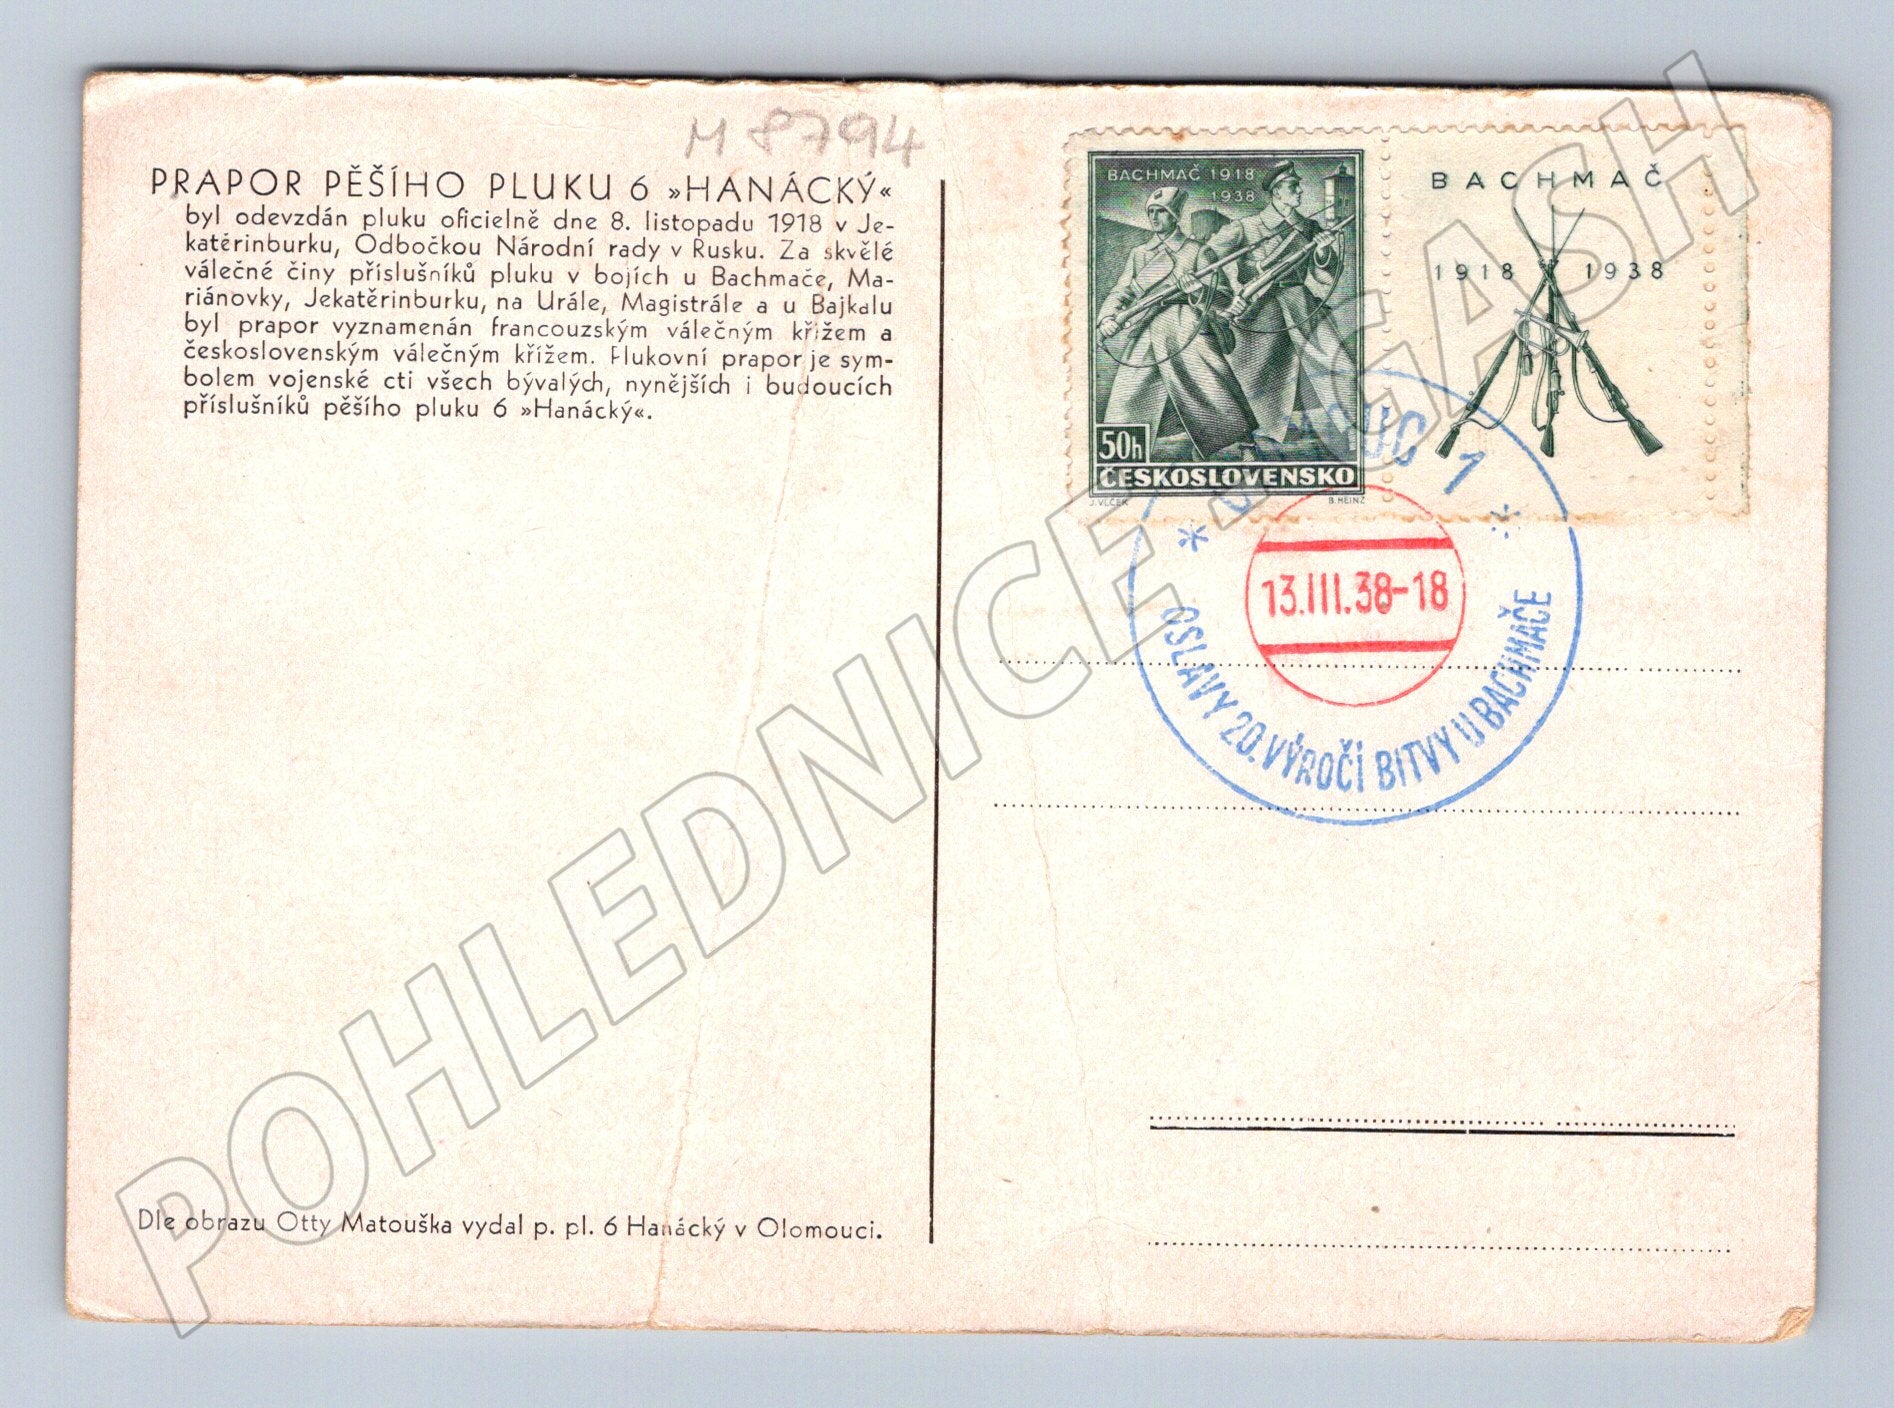 M 8794
PRAPOR PĚŠÍHO PLUKU 6 »HANÁCKÝ«
byl odevzdán pluku oficielně dne 8. listopadu 1918 v Je-
katěrinburku, Odbočkou Národní rady v Rusku. Za skvělé
válečné činy příslušníků pluku v bojích u Bachmače, Ma-
riánovky, Jekatěrinburku, na Urále, Magistrále a u Bajkalu
byl prapor vyznamenán francouzským válečným křížem a
československým válečným křížem. Plukovní prapor je sym-
bolem vojenské cti všech bývalých, nynějších i budoucích
příslušníků pěšího pluku 6 »Hanácký«.
Dle obrazu Otty Matouška vydal p. pl. 6 Hanácký v Olomouci.
BACHMAČ 1918
1938
50h
ČESKOSLOVENSKO
J. VLČEK
B. HEINZ
BACHMAČ
1918 1938
* OLOMOUC 1 *
13.III.38-18
OSLAVY 20. VÝROČÍ BITVY U BACHMAČE
POHLEDNICE.SASH